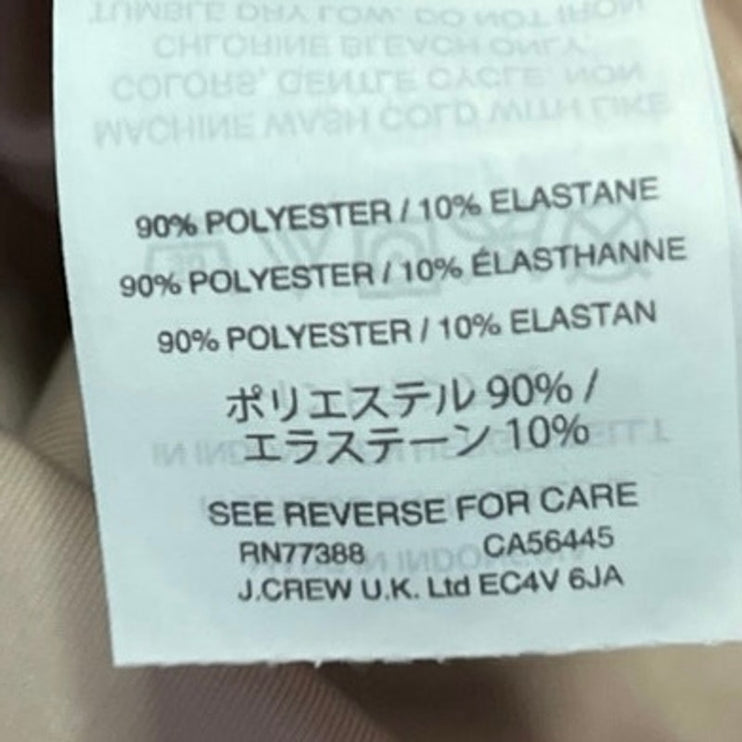 90% POLYESTER / 10% ELASTANE
90% POLYESTER / 10% ÉLASTHANNE
90% POLYESTER / 10% ELASTAN
ポリエステル 90% /
エラステーン 10%
SEE REVERSE FOR CARE
RN77388 CA56445
J.CREW U.K. Ltd EC4V 6JA